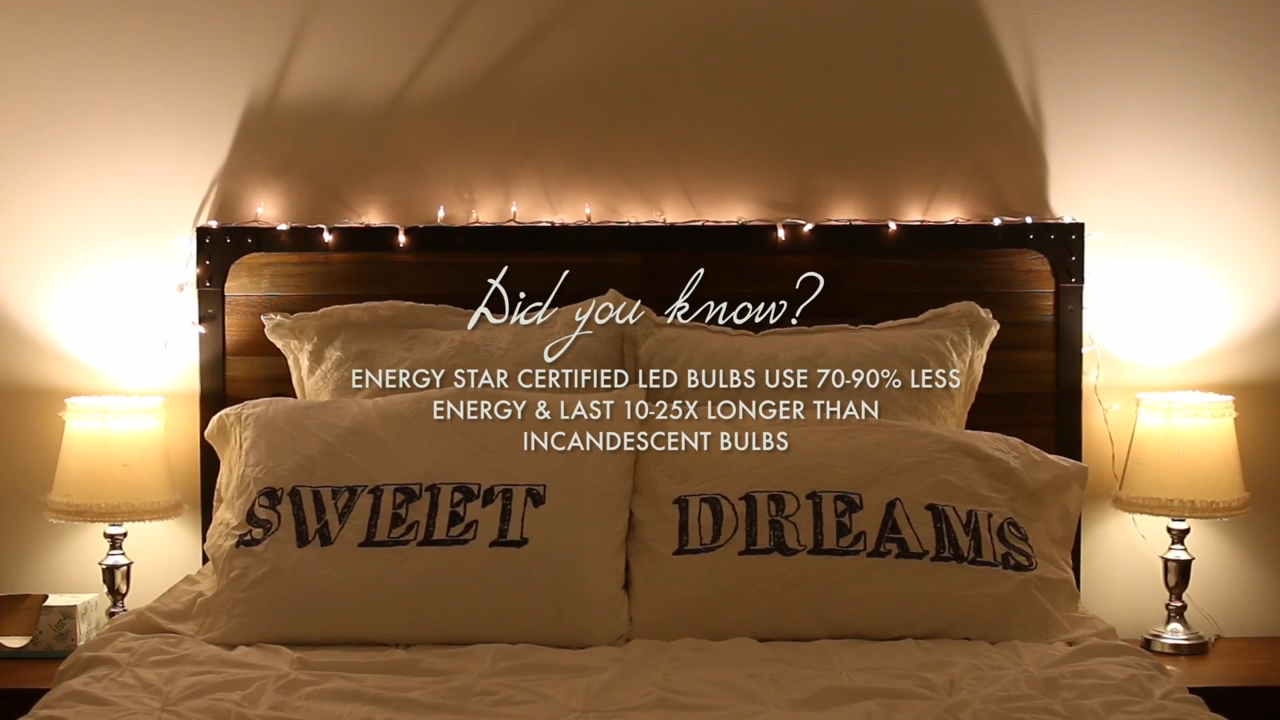 Did you know?
ENERGY STAR CERTIFIED LED BULBS USE 70-90% LESS
ENERGY & LAST 10-25X LONGER THAN
INCANDESCENT BULBS
SWEET DREAMS